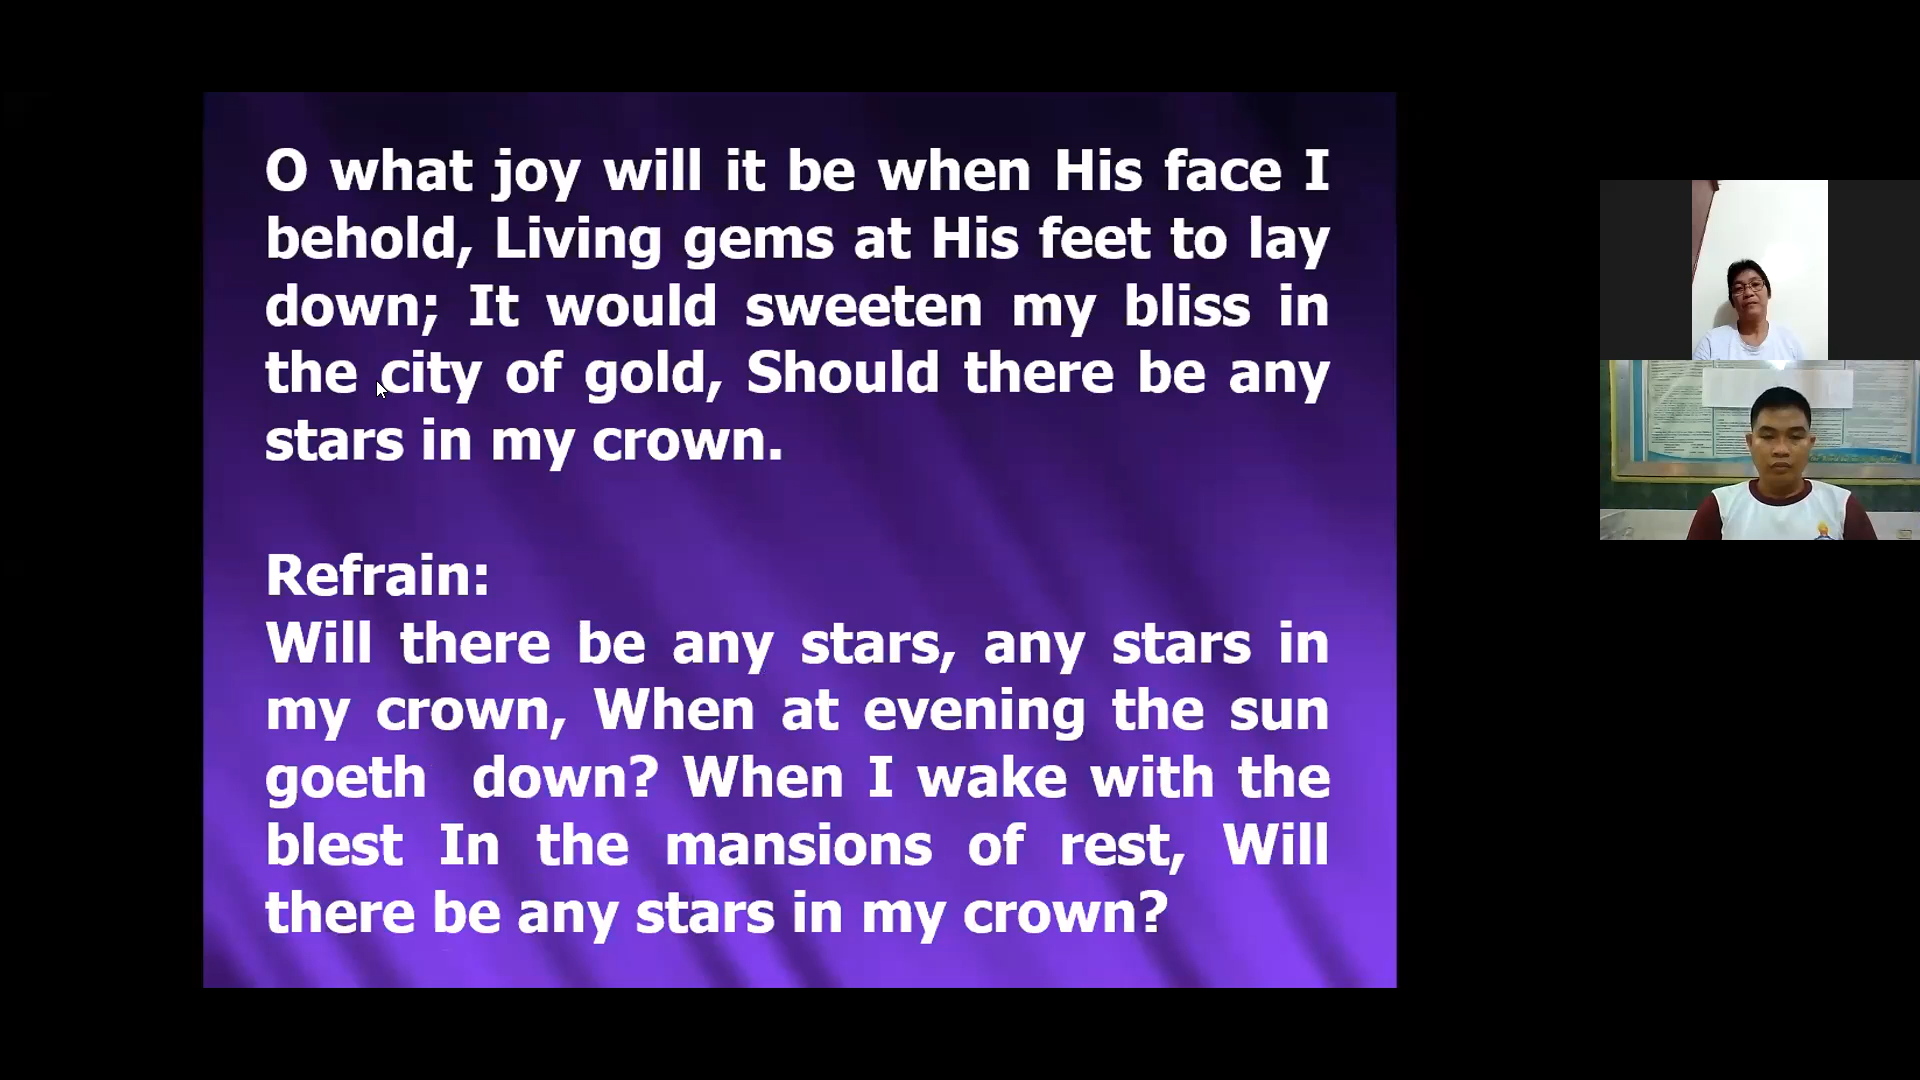 O what joy will it be when His face I
behold, Living gems at His feet to lay
down; It would sweeten my bliss in
the city of gold, Should there be any
stars in my crown.
Refrain:
Will there be any stars, any stars in
my crown, When at evening the sun
goeth down? When I wake with the
blest In the mansions of rest, Will
there be any stars in my crown?